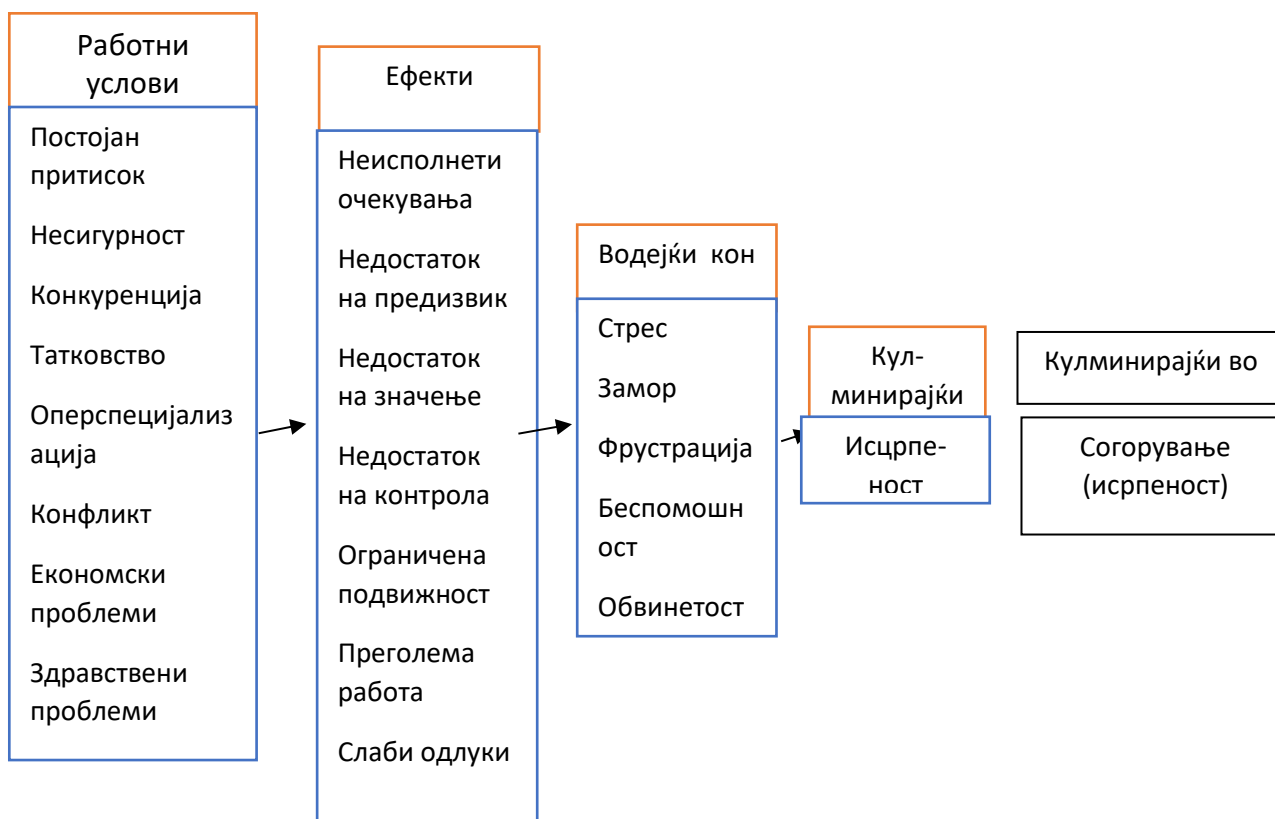 Работни
услови
Постојан
притисок
Несигурност
Конкуренција
Татковство
Оперспецијализ
ација
Конфликт
Економски
проблеми
Здравствени
проблеми
Ефекти
Неисполнети
очекувања
Недостаток
на предизвик
Недостаток
на значење
Недостаток
на контрола
Ограничена
подвижност
Преголема
работа
Слаби одлуки
Водејќи кон
Стрес
Замор
Фрустрација
Беспомошн
ост
Обвинетост
Кул-
минирајќи
Исцрпе-
ност
Кулминирајќи во
Согорување
(исрпеност)